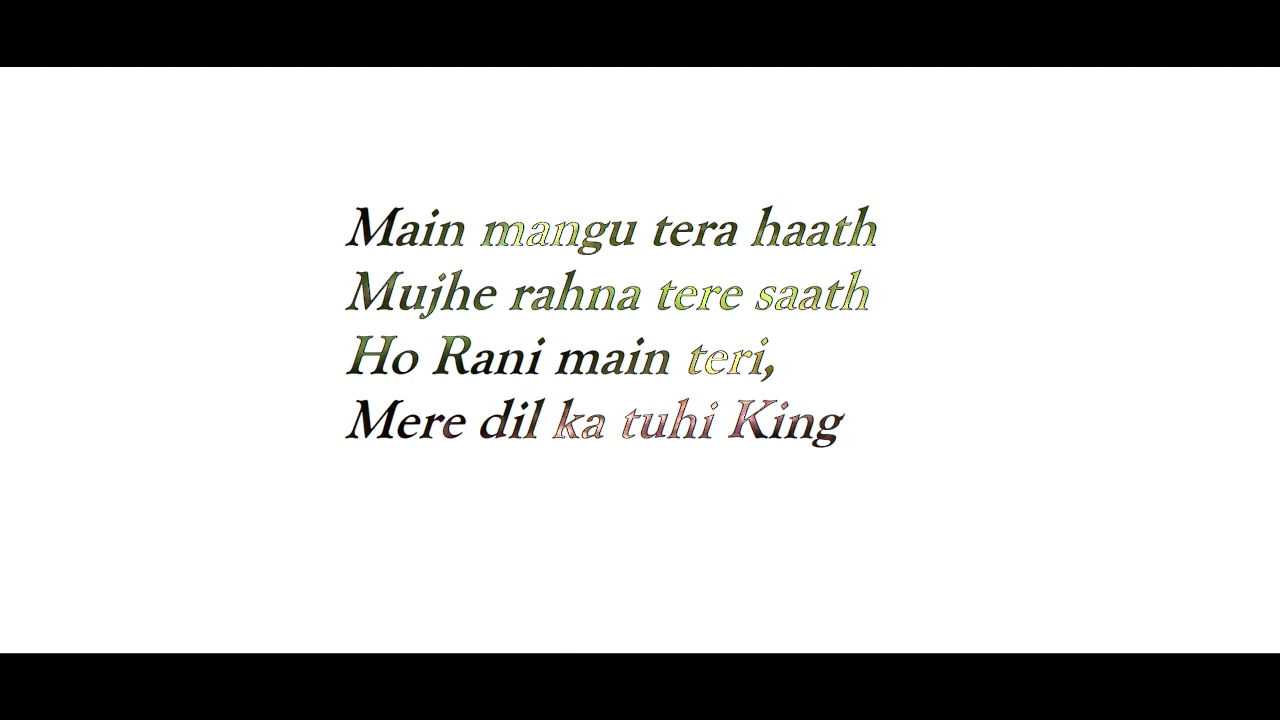 Main mangu tera haath
Mujhe rahna tere saath
Ho Rani main teri,
Mere dil ka tuhi King